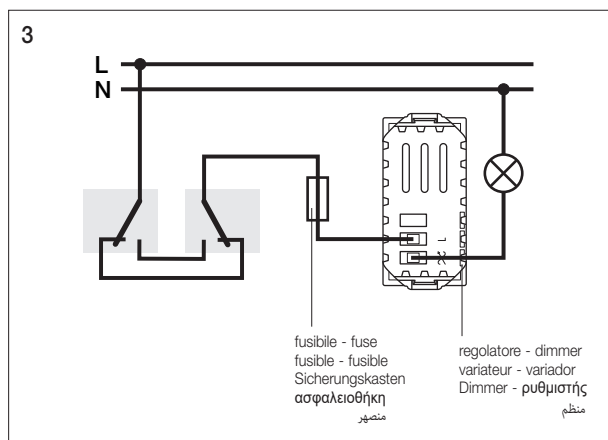 3
L
N
L
fusibile - fuse
fusible - fusible
Sicherungskasten
ασφαλειοθήκη
منصهر
regolatore - dimmer
variateur - variador
Dimmer - ρυθμιστής
منظم